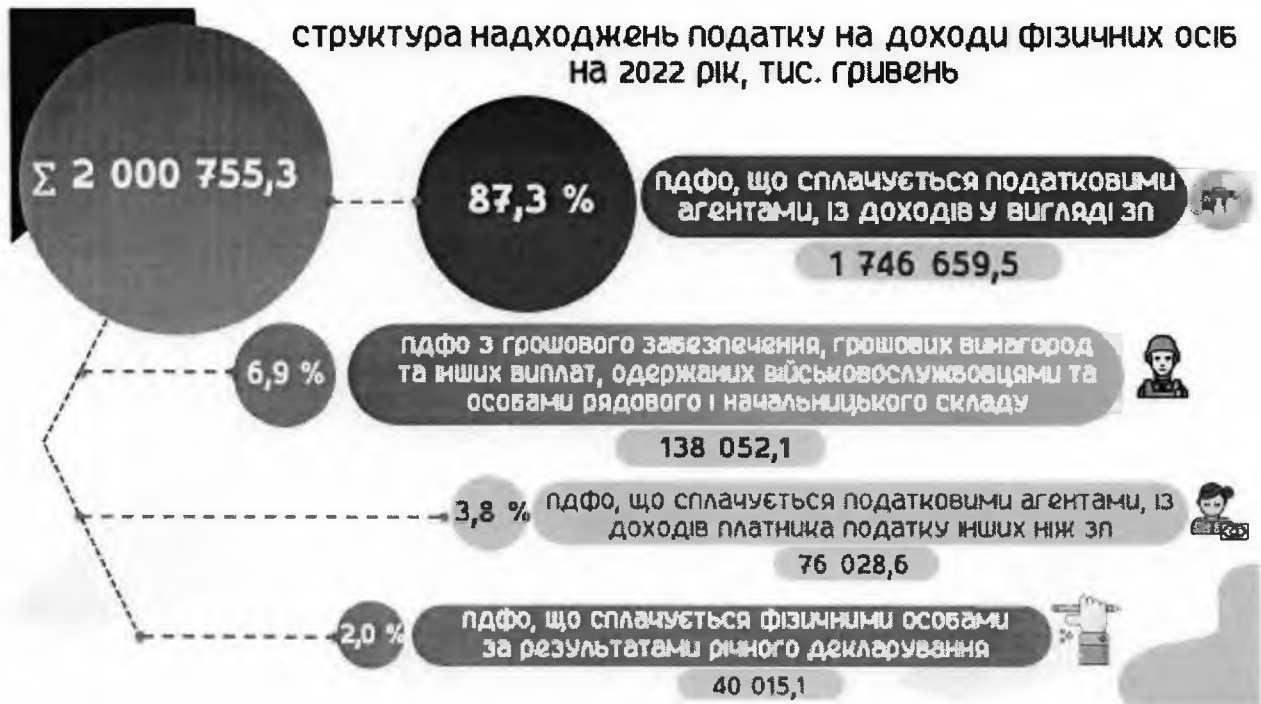 СТРУКТУРА НАДХОДЖЕНЬ ПОДАТКУ НА ДОХОДИ ФІЗИЧНИХ ОСІБ
НА 2022 РІК, ТИС. ГРИВЕНЬ
∑ 2 000 755,3
87,3 %
ПДФО, ЩО СПЛАЧУЄТЬСЯ ПОДАТКОВИМИ
АГЕНТАМИ, ІЗ ДОХОДІВ У ВИГЛЯДІ ЗП
1 746 659,5
6,9 %
ПДФО З ГРОШОВОГО ЗАБЕЗПЕЧЕННЯ, ГРОШОВИХ ВИНАГОРОД
ТА ІНШИХ ВИПЛАТ, ОДЕРЖАНИХ ВІЙСЬКОВОСЛУЖБОВЦЯМИ ТА
ОСОБАМИ РЯДОВОГО І НАЧАЛЬНИЦЬКОГО СКЛАДУ
138 052,1
3,8 %
ПДФО, ЩО СПЛАЧУЄТЬСЯ ПОДАТКОВИМИ АГЕНТАМИ, ІЗ
ДОХОДІВ ПЛАТНИКА ПОДАТКУ ІНШИХ НІЖ ЗП
76 028,6
2,0 %
ПДФО, ЩО СПЛАЧУЄТЬСЯ ФІЗИЧНИМИ ОСОБАМИ
ЗА РЕЗУЛЬТАТАМИ РІЧНОГО ДЕКЛАРУВАННЯ
40 015,1